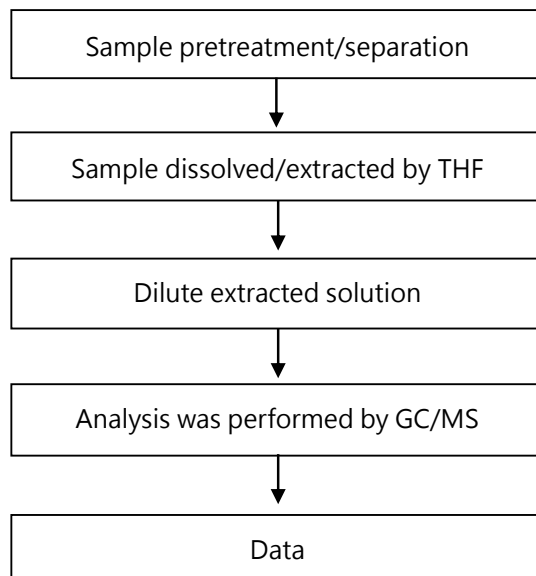 Sample pretreatment/separation
Sample dissolved/extracted by THF
Dilute extracted solution
Analysis was performed by GC/MS
Data